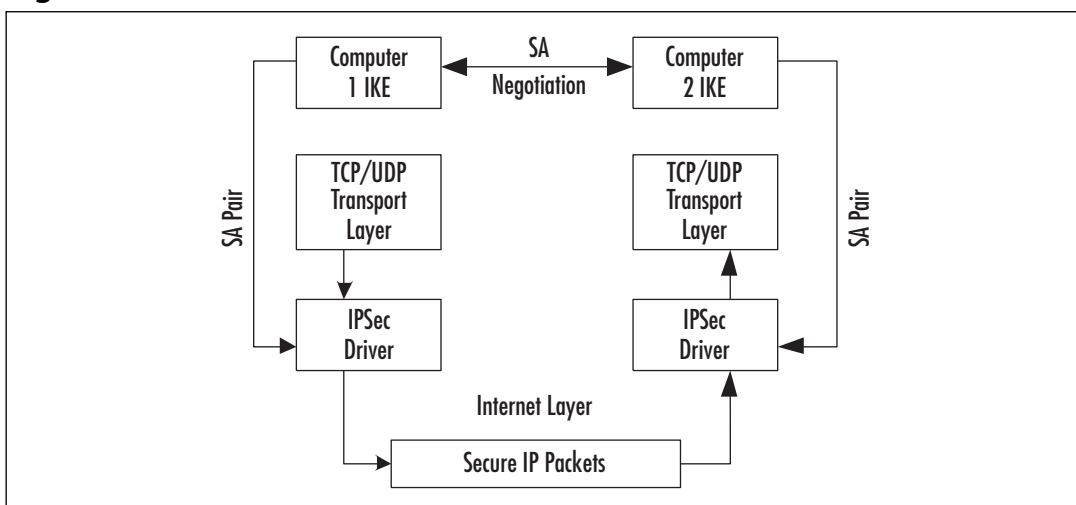 Computer
1 IKE
SA
Negotiation
Computer
2 IKE
TCP/UDP
Transport
Layer
TCP/UDP
Transport
Layer
SA Pair
SA Pair
IPSec
Driver
IPSec
Driver
Internet Layer
Secure IP Packets